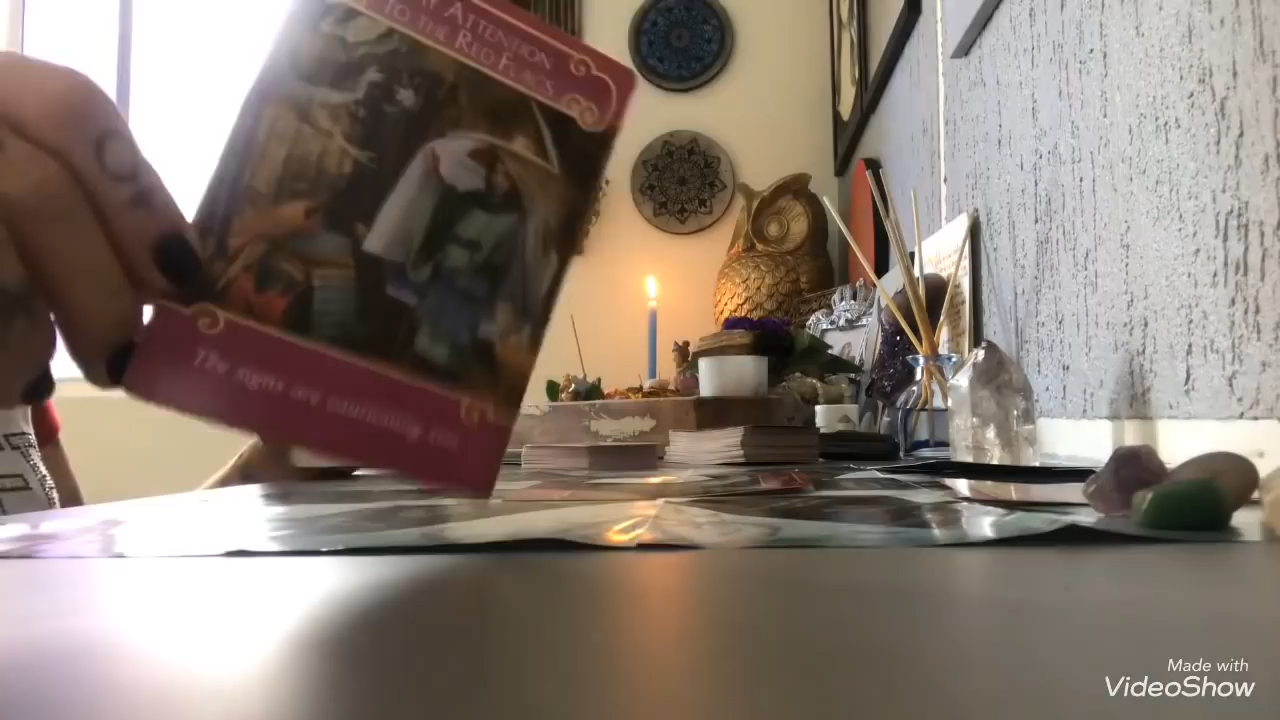 ATTENTION
TO THE RED FLAGS
The signs are
Made with
VideoShow